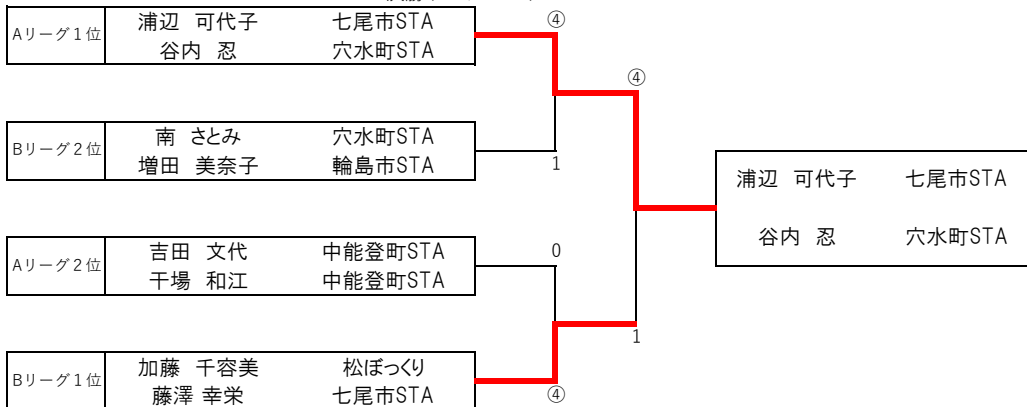 ④
Aリーグ1位 浦辺 可代子 七尾市STA
谷内 忍 穴水町STA
④
Bリーグ2位 南 さとみ 穴水町STA
増田 美奈子 輪島市STA
1
浦辺 可代子 七尾市STA
谷内 忍 穴水町STA
Aリーグ2位 吉田 文代 中能登町STA
干場 和江 中能登町STA
0
1
Bリーグ1位 加藤 千容美 松ぼっくり
藤澤 幸栄 七尾市STA
④